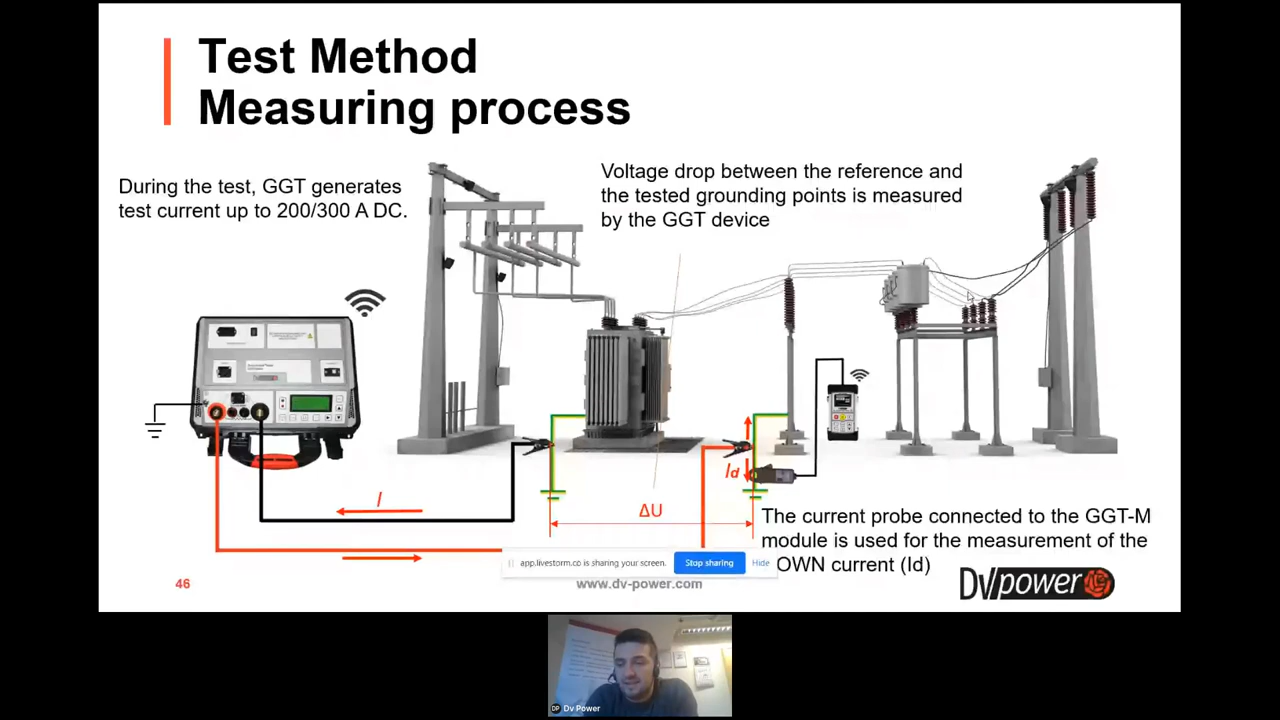 Test Method
Measuring process
During the test, GGT generates
test current up to 200/300 A DC.
Voltage drop between the reference and
the tested grounding points is measured
by the GGT device
I
Id
ΔU
The current probe connected to the GGT-M
module is used for the measurement of the
OWN current (Id)
app.livestorm.co is sharing your screen.
Stop sharing
Hide
46
www.dv-power.com
DV power
DP
Dv Power